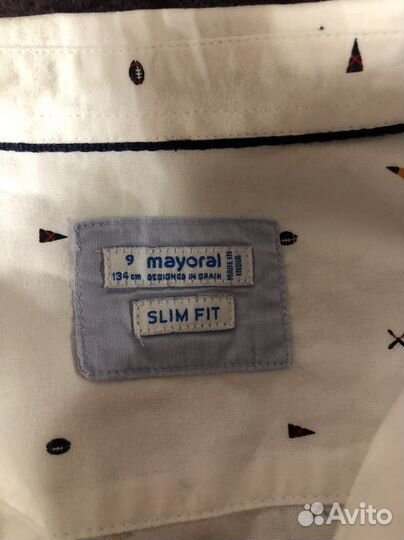 9 mayoral
134 cm DESIGNED IN SPAIN
MADE IN
INDIA
SLIM FIT
Avito